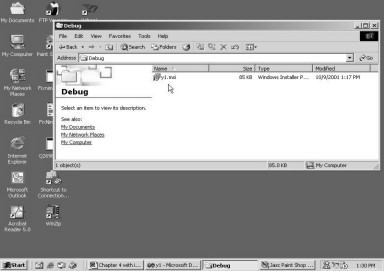 My Documents
FTP
Debug
File Edit View Favorites Tools Help
Back Search Folders
Address Debug Go
Name Size Type Modified
y1.msi 85 KB Windows Installer P... 10/9/2001 1:17 PM
Debug
Select an item to view its description.
See also:
My Documents
My Network Places
My Computer
1 object(s) 85.0 KB My Computer
My Computer
Paint S
My Network Places
Recycle Bin
Internet Explorer
Microsoft Outlook
Shortcut to Connection...
Acrobat Reader 5.0
WinZip
Start Chapter 4 with i... y1 - Microsoft D... Debug Jasc Paint Shop ... 1:30 PM